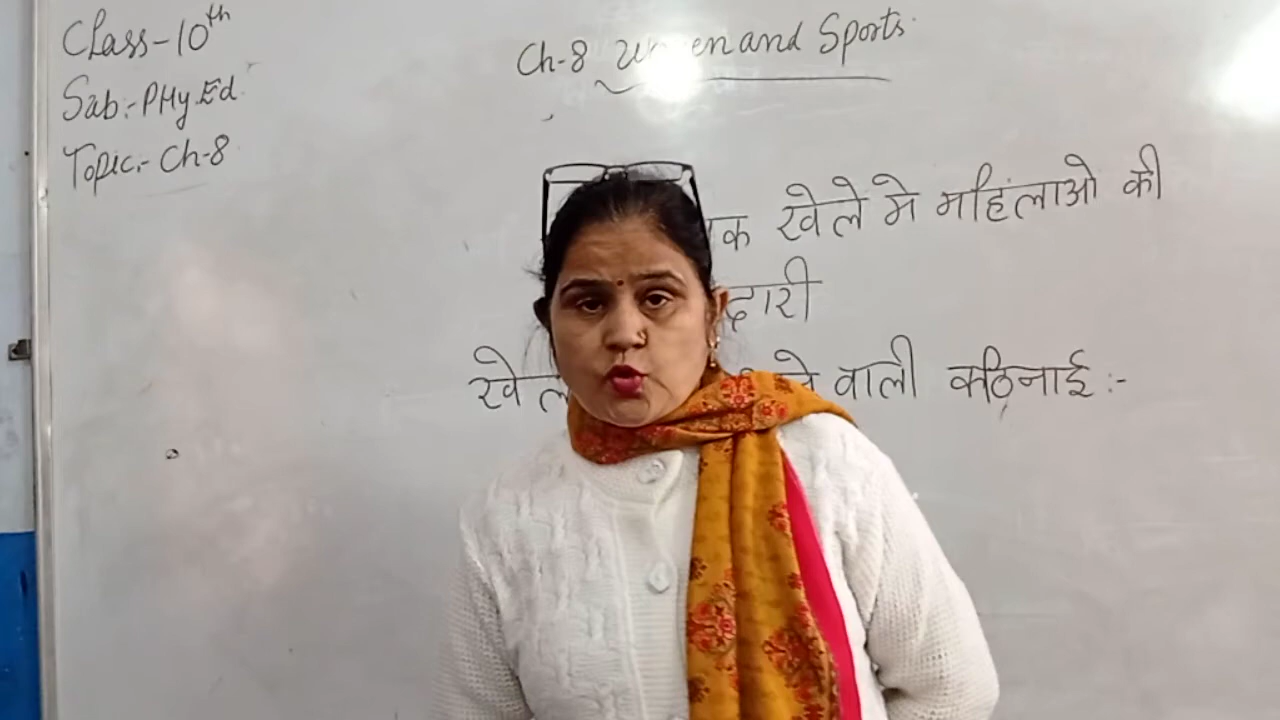 Class-10th
Sub:-PHy.Ed
Topic:- Ch-8
Ch-8 and Sports
खेले मे महिलाओ की
वाली कठिनाई :-